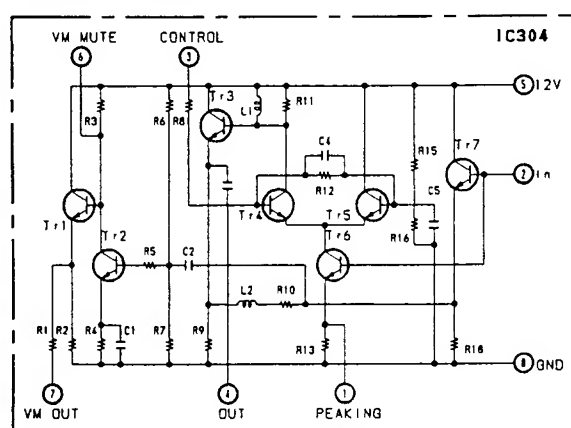 VM MUTE CONTROL IC304
6 3
5 12V
Tr3
R3 R6 R8 L1 R11
C4 Tr7
R15 2 In
R12 C5
Tr1 Tr4 Tr5
Tr2 R16
Tr6
R5 C2
L2 R10
R1 R2 R4 C1 R7 R9 R13 R16
8 GND
7 4 1
VM OUT OUT PEAKING